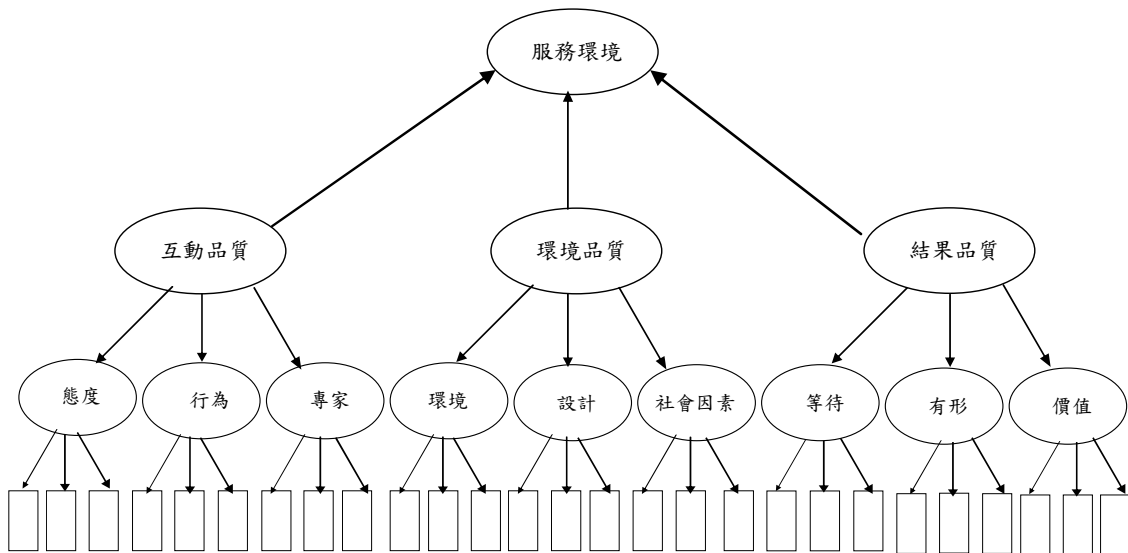 服務環境
互動品質
環境品質
結果品質
態度
行為
專家
環境
設計
社會因素
等待
有形
價值